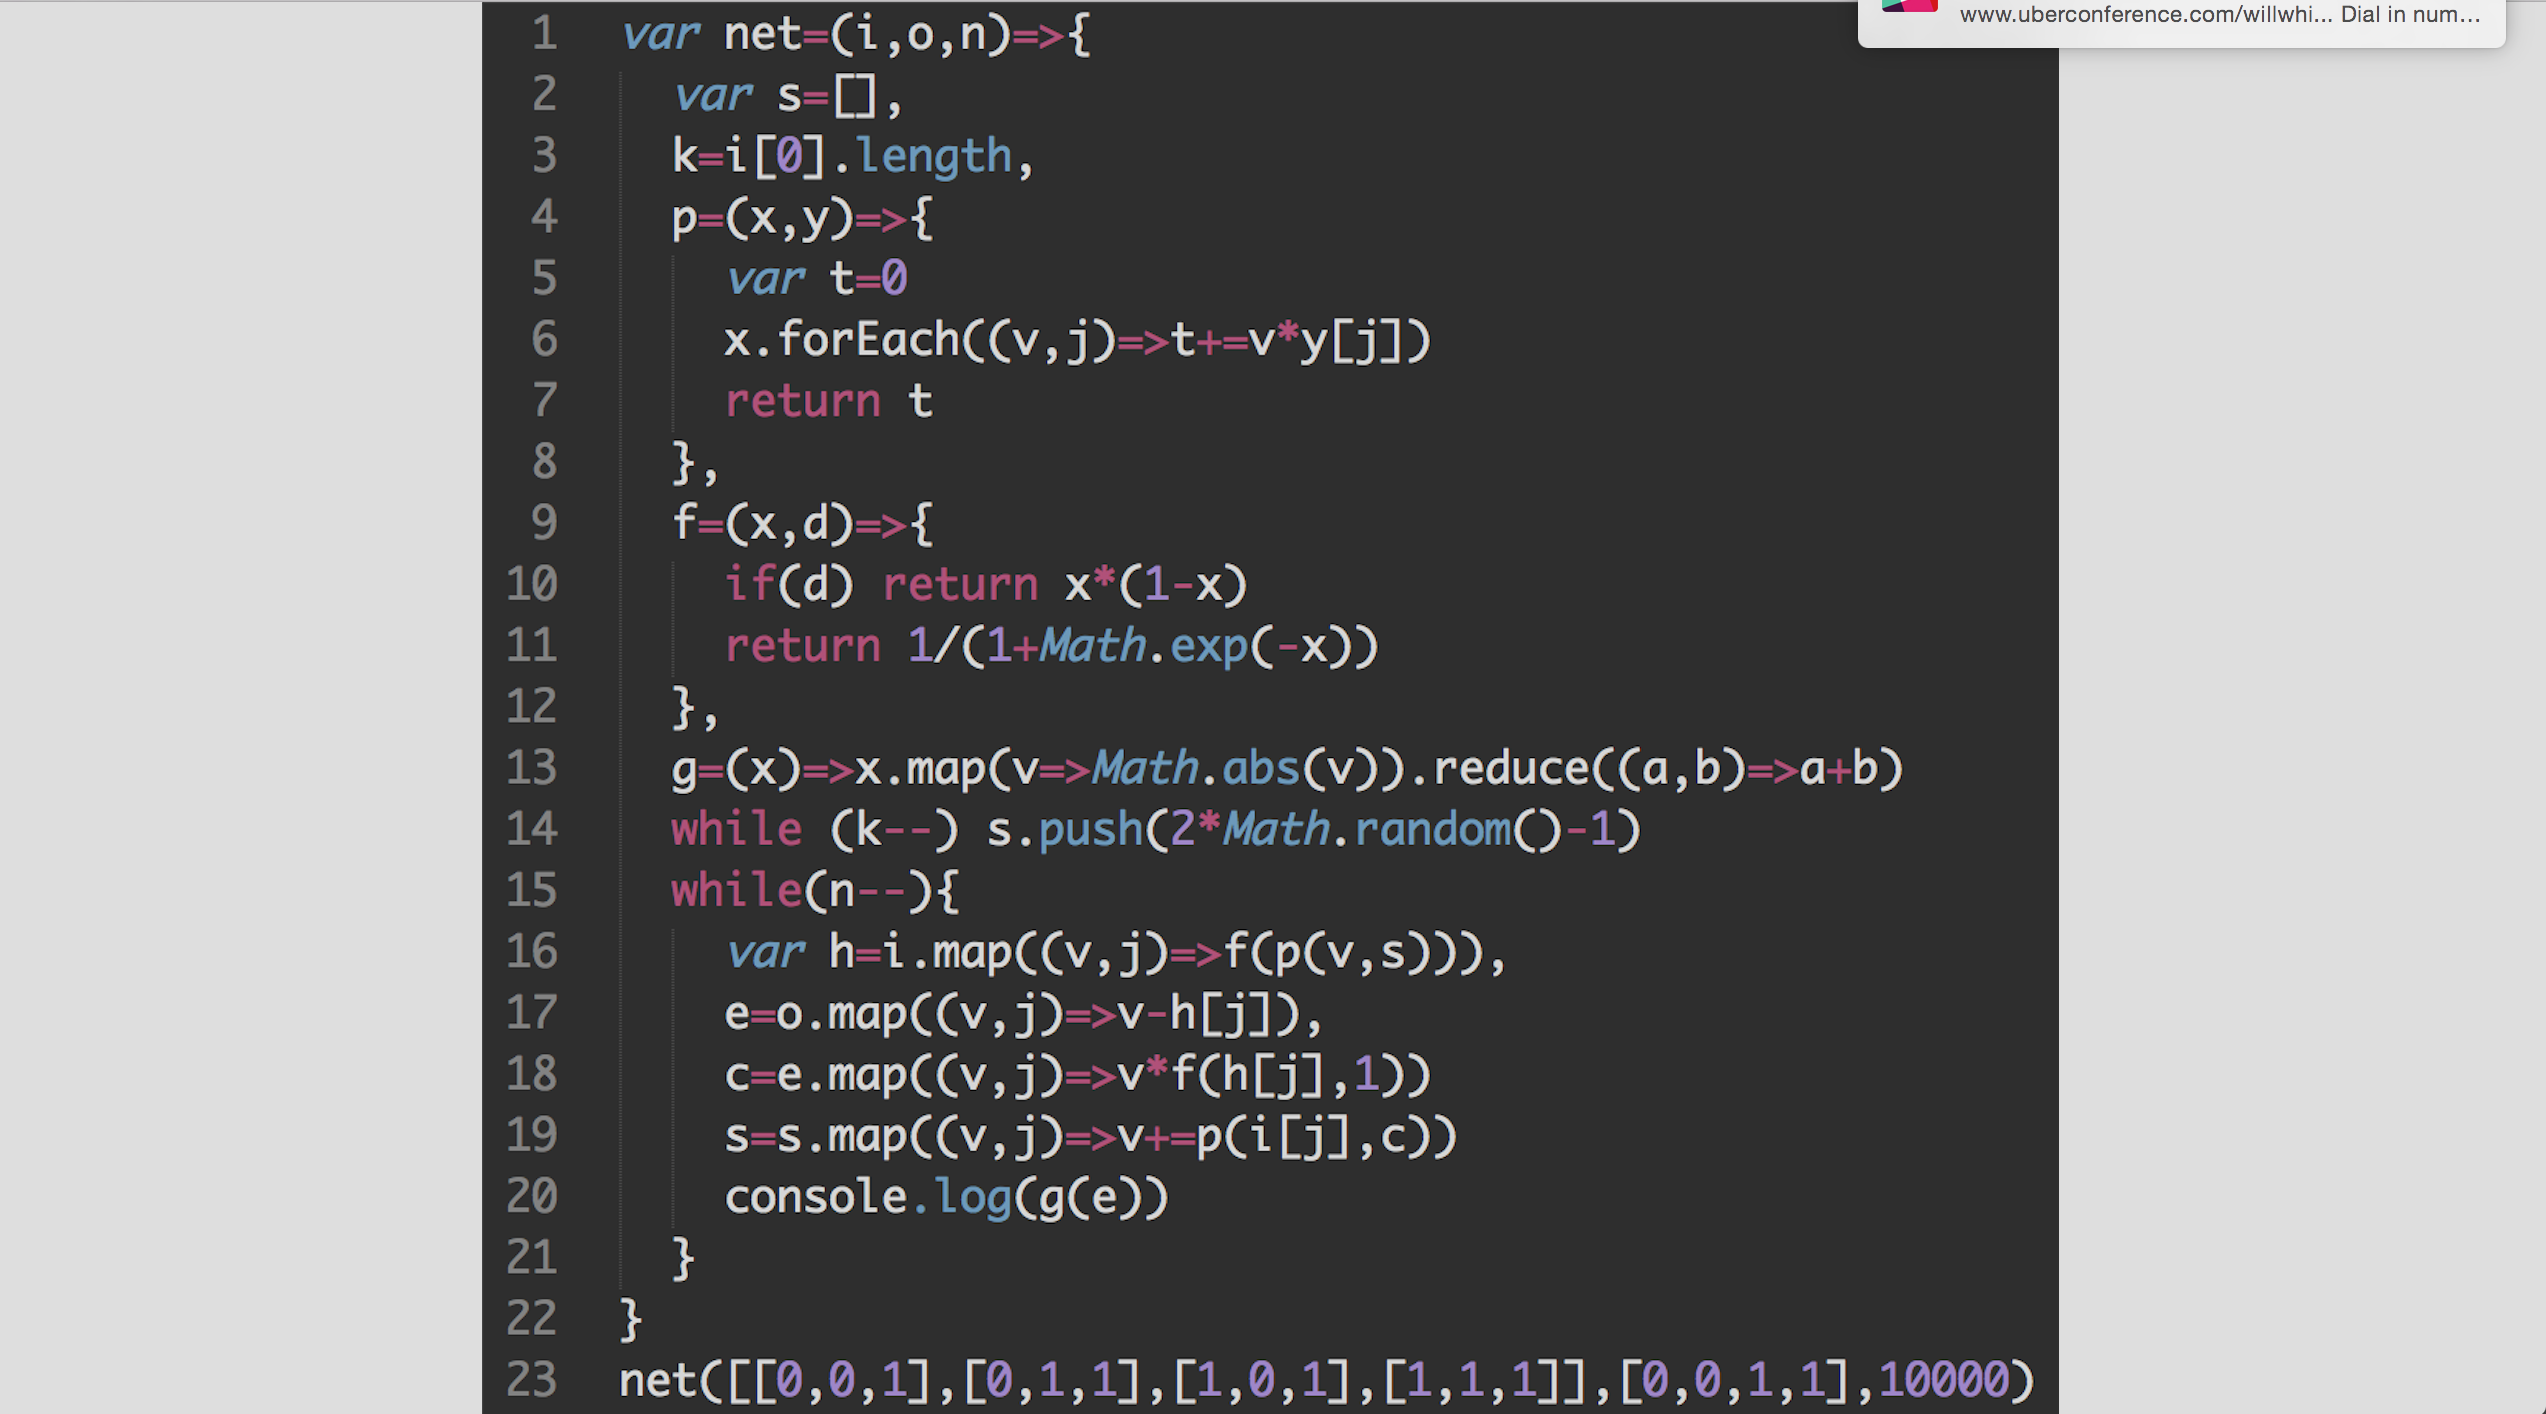 www.uberconference.com/willwhi... Dial in num...
1 var net=(i,o,n)=>{
2 var s=[],
3 k=i[0].length,
4 p=(x,y)=>{
5 var t=0
6 x.forEach((v,j)=>t+=v*y[j])
7 return t
8 },
9 f=(x,d)=>{
10 if(d) return x*(1-x)
11 return 1/(1+Math.exp(-x))
12 },
13 g=(x)=>x.map(v=>Math.abs(v)).reduce((a,b)=>a+b)
14 while (k--) s.push(2*Math.random()-1)
15 while(n--){
16 var h=i.map((v,j)=>f(p(v,s))),
17 e=o.map((v,j)=>v-h[j]),
18 c=e.map((v,j)=>v*f(h[j],1))
19 s=s.map((v,j)=>v+=p(i[j],c))
20 console.log(g(e))
21 }
22 }
23 net([[0,0,1],[0,1,1],[1,0,1],[1,1,1]],[0,0,1,1],10000)